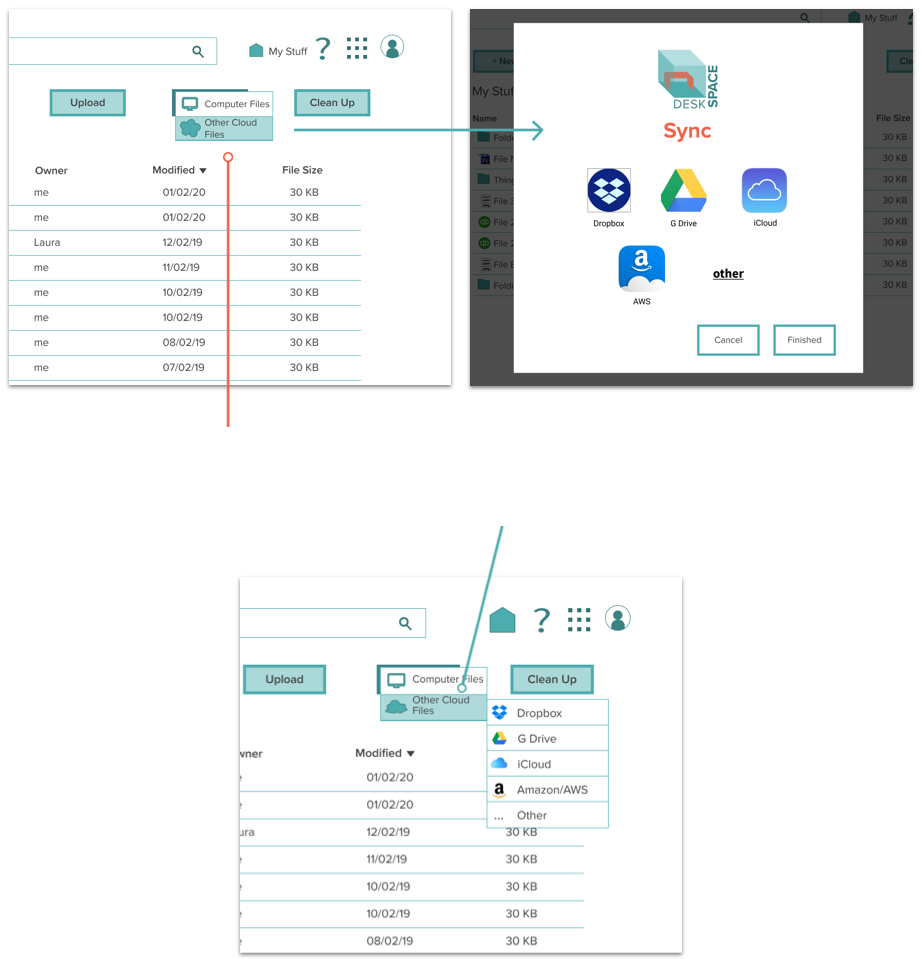 My Stuff ?
Upload
Computer Files
Other Cloud
Files
Clean Up
Owner Modified ▼ File Size
me 01/02/20 30 KB
me 01/02/20 30 KB
Laura 12/02/19 30 KB
me 11/02/19 30 KB
me 10/02/19 30 KB
me 10/02/19 30 KB
me 08/02/19 30 KB
me 07/02/19 30 KB
My Stuff
+ New
Cle
My Stuf
Name File Size
Folde 30 KB
File N 30 KB
Thing 30 KB
File 3 30 KB
File 2 30 KB
File 2 30 KB
File E 30 KB
Folde 30 KB
DESK
SPACE
Sync
Dropbox
G Drive
iCloud
a
AWS
other
Cancel
Finished
?
Upload
Computer Files
Other Cloud
Files
Clean Up
Dropbox
G Drive
iCloud
a Amazon/AWS
... Other
wner Modified ▼
01/02/20
01/02/20
ura 12/02/19 30 KB
11/02/19 30 KB
10/02/19 30 KB
10/02/19 30 KB
08/02/19 30 KB